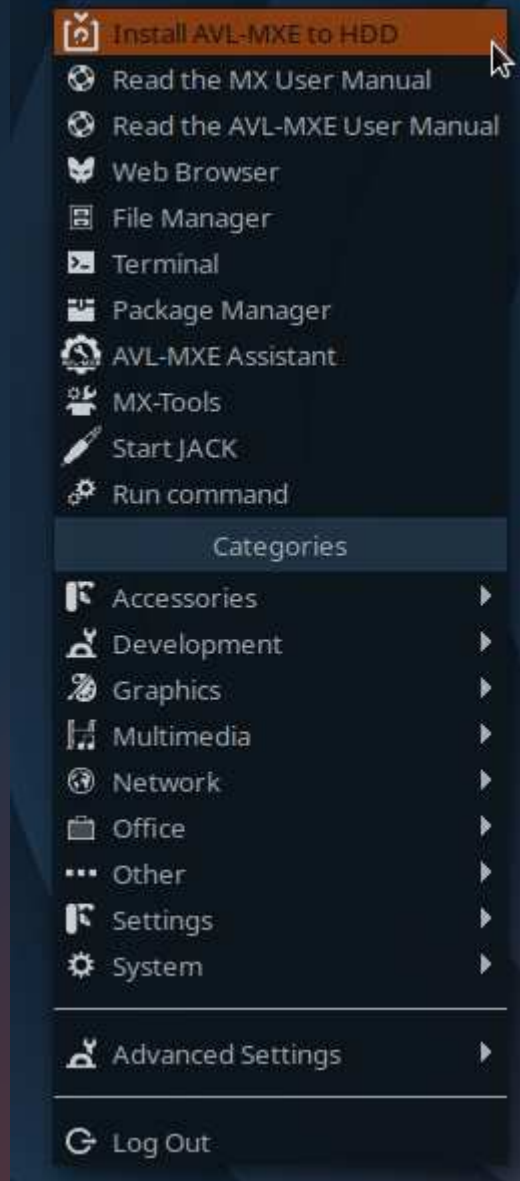 Install AVL-MXE to HDD
Read the MX User Manual
Read the AVL-MXE User Manual
Web Browser
File Manager
Terminal
Package Manager
AVL-MXE Assistant
MX-Tools
Start JACK
Run command
Categories
Accessories
Development
Graphics
Multimedia
Network
Office
Other
Settings
System
Advanced Settings
Log Out